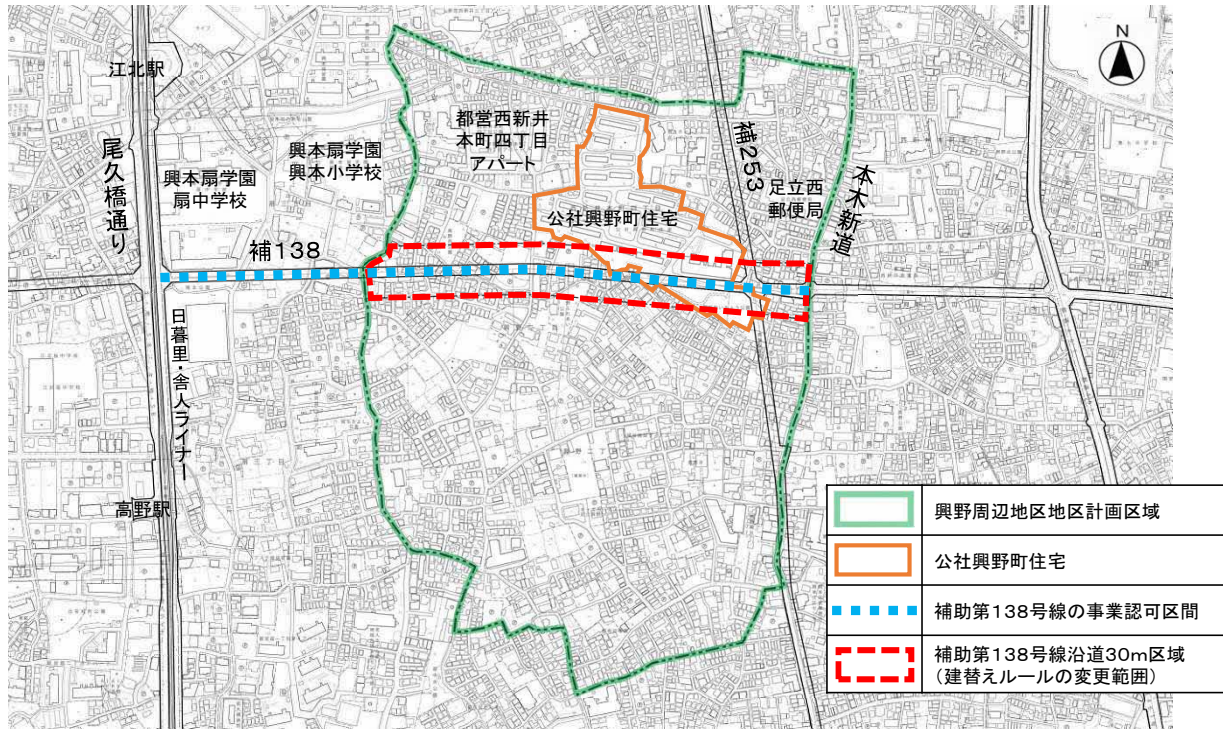 N
江北駅
尾久橋通り
興本扇学園
扇中学校
興本扇学園
興本小学校
都営西新井
本町四丁目
アパート
公社興野町住宅
補253
足立西
郵便局
本木新道
補138
日暮里・舎人ライナー
高野駅
興野周辺地区地区計画区域
公社興野町住宅
補助第138号線の事業認可区間
補助第138号線沿道30m区域
(建替えルールの変更範囲)